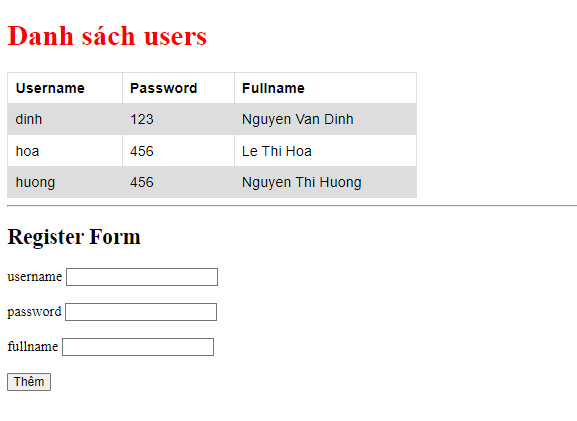 Danh sách users
Username Password Fullname
dinh 123 Nguyen Van Dinh
hoa 456 Le Thi Hoa
huong 456 Nguyen Thi Huong
Register Form
username
password
fullname
Thêm